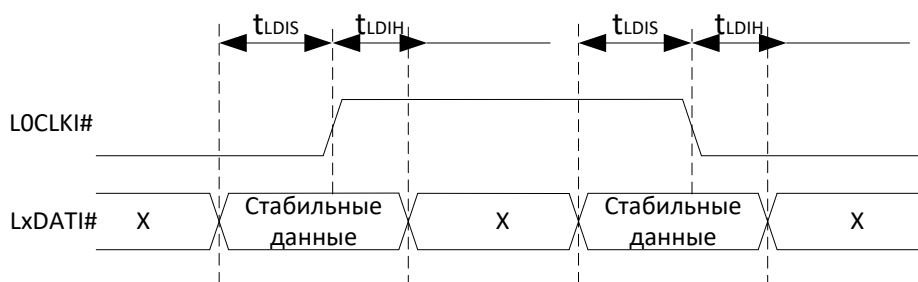 tLDIS tLDIH tLDIS tLDIH
L0CLKI#
LxDATI# X Стабильные данные X Стабильные данные X